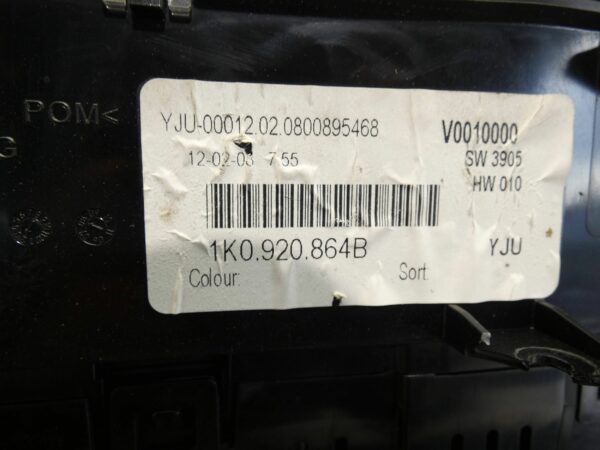 POM<
G
YJU-00012.02.0800895468
V0010000
12-02-08 7 55
SW 3905
HW 010
1K0.920.864B
YJU
Colour:
Sort: